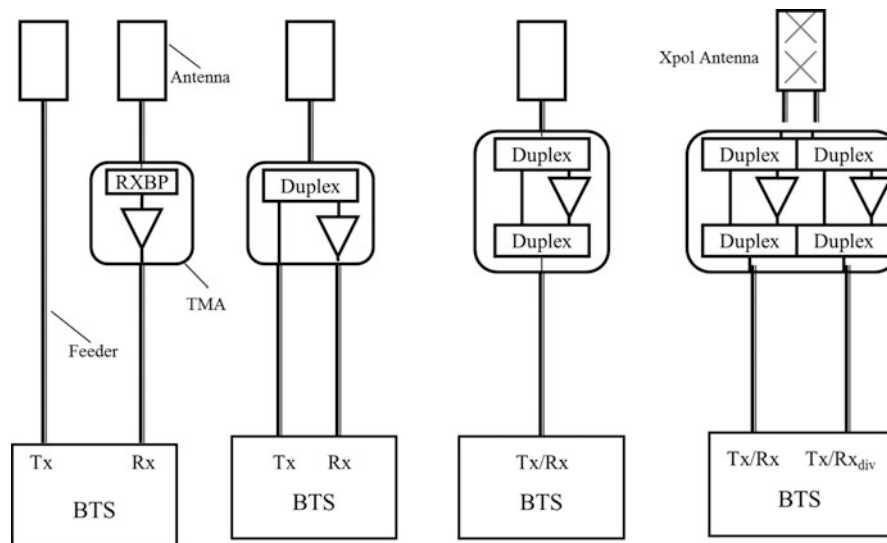 Antenna
Xpol Antenna
RXBP
Duplex
Duplex
Duplex
Duplex
Duplex
Duplex
Duplex
TMA
Feeder
Tx
Rx
Tx
Rx
Tx/Rx
Tx/Rx
Tx/Rxdiv
BTS
BTS
BTS
BTS